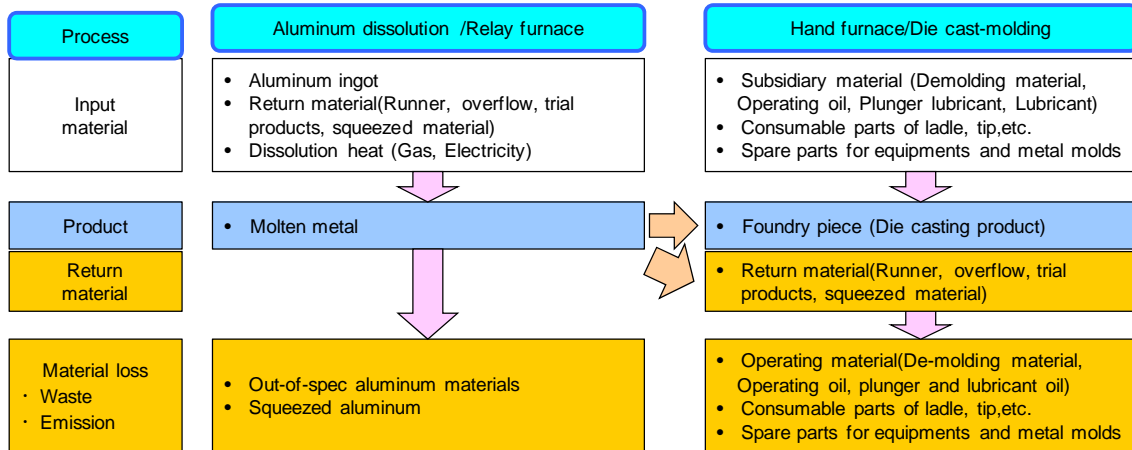 Process
Aluminum dissolution /Relay furnace
Hand furnace/Die cast-molding
Input
material
• Aluminum ingot
• Return material(Runner, overflow, trial
products, squeezed material)
• Dissolution heat (Gas, Electricity)
• Subsidiary material (Demolding material,
Operating oil, Plunger lubricant, Lubricant)
• Consumable parts of ladle, tip,etc.
• Spare parts for equipments and metal molds
Product
• Molten metal
• Foundry piece (Die casting product)
Return
material
• Return material(Runner, overflow, trial
products, squeezed material)
Material loss
・ Waste
・ Emission
• Out-of-spec aluminum materials
• Squeezed aluminum
• Operating material(De-molding material,
Operating oil, plunger and lubricant oil)
• Consumable parts of ladle, tip,etc.
• Spare parts for equipments and metal molds